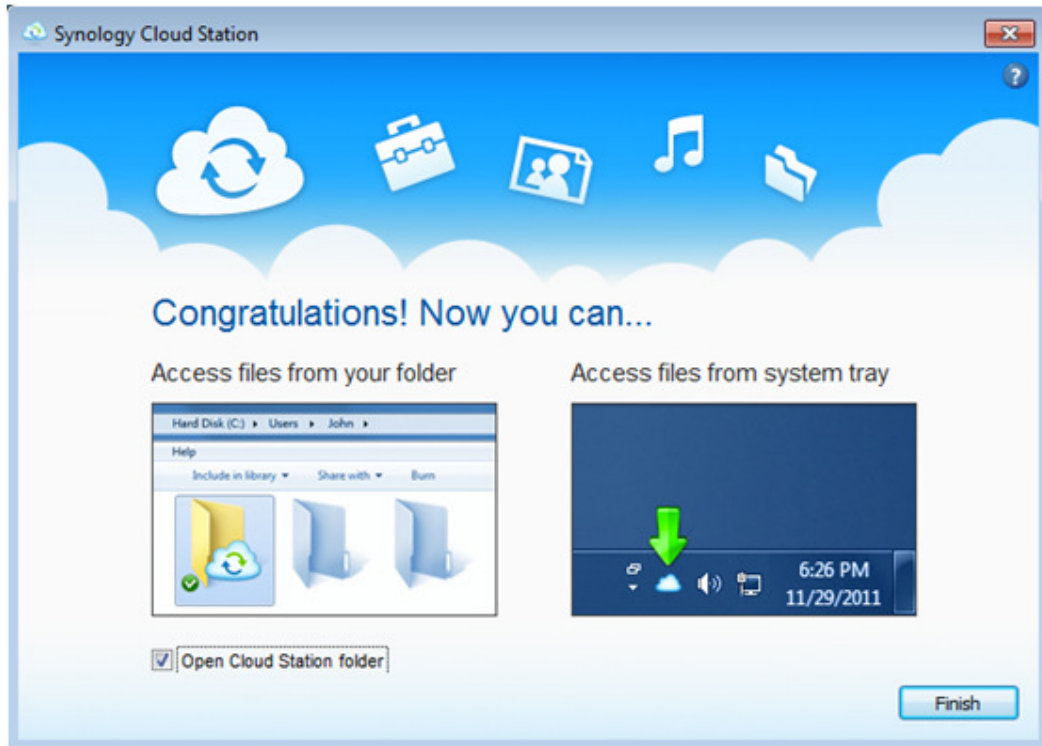 Synology Cloud Station
Congratulations! Now you can...
Access files from your folder
Hard Disk (C:) Users John
Help
Include in library Share with Burn
Access files from system tray
6:26 PM
11/29/2011
Open Cloud Station folder
Finish